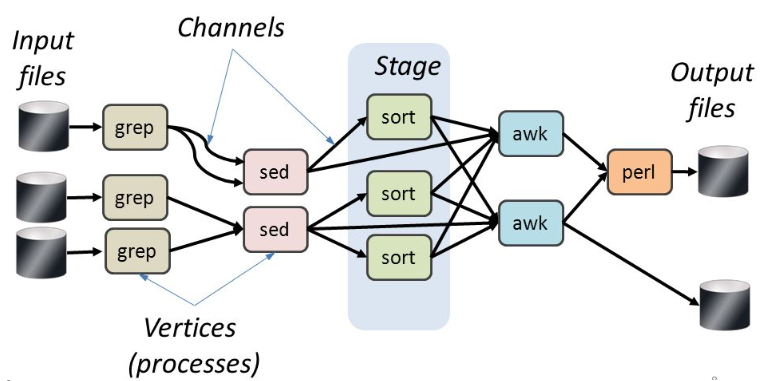 Channels
Input
files
Stage
Output
files
grep
sort
awk
sed
perl
grep
sort
sed
awk
grep
sort
Vertices
(processes)